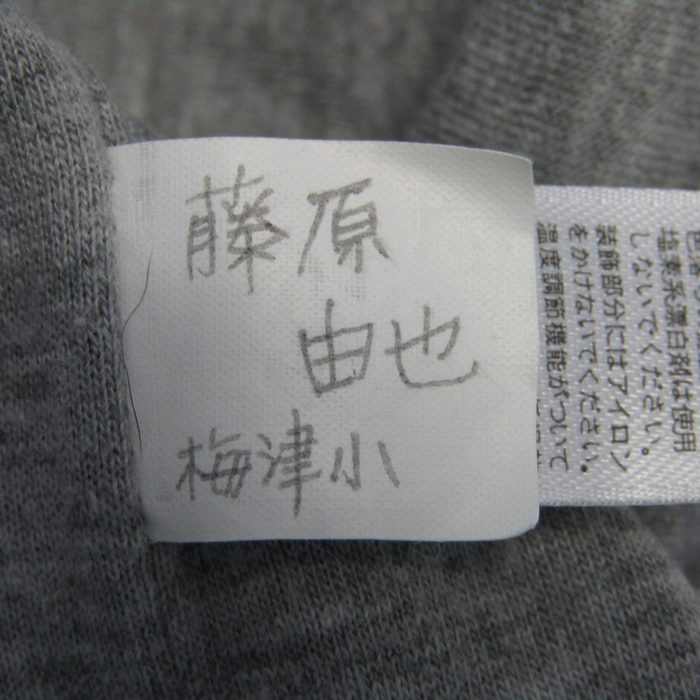 藤原
由也
梅津小
塩素系漂白剤は使用
しないでください。
装飾部分にはアイロン
をかけないでください。
温度調節機能がついて